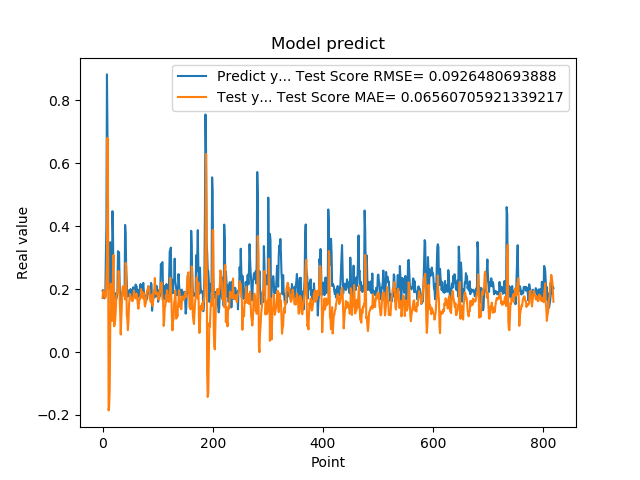 Model predict
Predict y... Test Score RMSE= 0.0926480693888
Test y... Test Score MAE= 0.06560705921339217
0.8
0.6
0.4
0.2
0.0
−0.2
Real value
0 200 400 600 800
Point